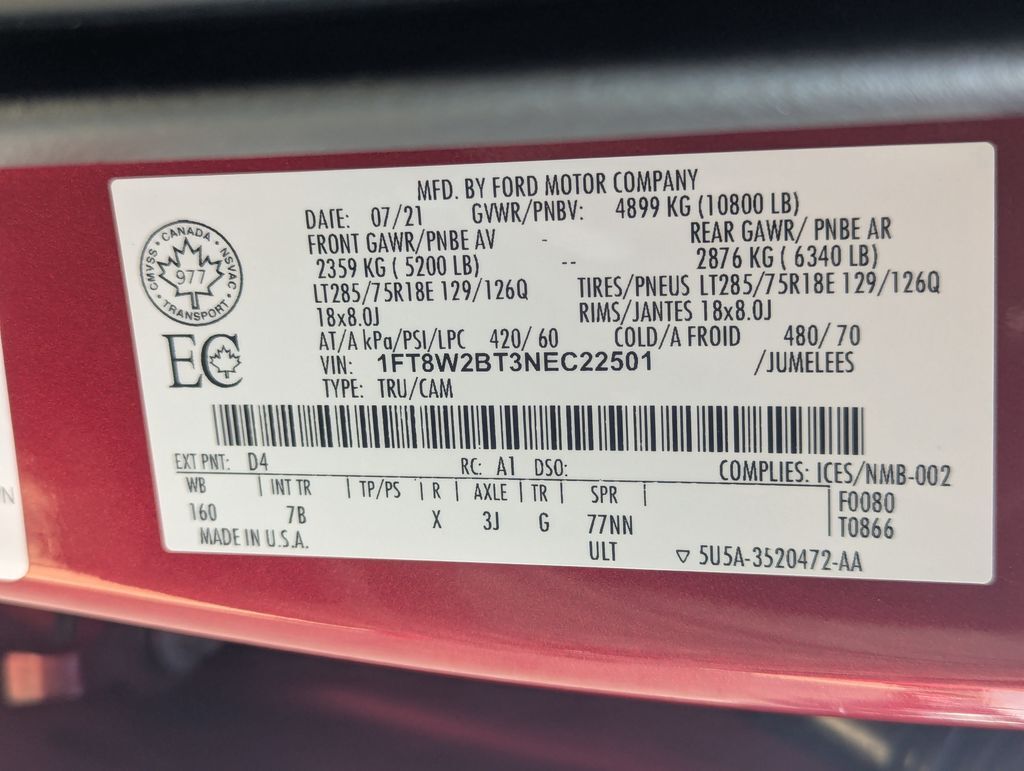 MFD. BY FORD MOTOR COMPANY
DATE: 07/21 GVWR/PNBV: 4899 KG (10800 LB)
FRONT GAWR/PNBE AV - REAR GAWR/ PNBE AR
2359 KG ( 5200 LB) -- 2876 KG ( 6340 LB)
LT285/75R18E 129/126Q TIRES/PNEUS LT285/75R18E 129/126Q
18x8.0J RIMS/JANTES 18x8.0J
AT/A kPa/PSI/LPC 420/ 60 COLD/A FROID 480/ 70
VIN: 1FT8W2BT3NEC22501 /JUMELEES
TYPE: TRU/CAM
CMVSS · CANADA · NSVAC
977
· TRANSPORT ·
EC
EXT PNT: D4 RC: A1 DSO: COMPLIES: ICES/NMB-002
WB | INT TR | TP/PS | R | AXLE | TR | SPR | F0080
160 7B X 3J G 77NN T0866
MADE IN U.S.A. ULT ▽ 5U5A-3520472-AA